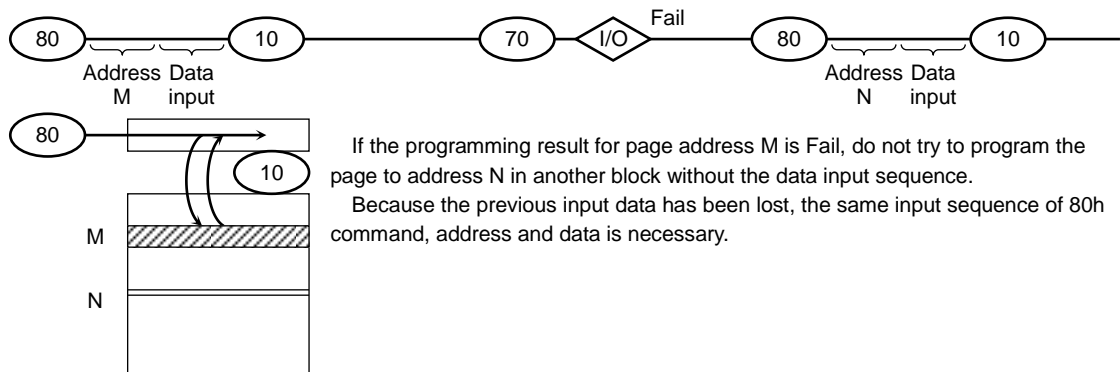 Fail
80 10 70 I/O 80 10
Address Data Address Data
M input N input
80
If the programming result for page address M is Fail, do not try to program the
10
page to address N in another block without the data input sequence.
Because the previous input data has been lost, the same input sequence of 80h
M
command, address and data is necessary.
N